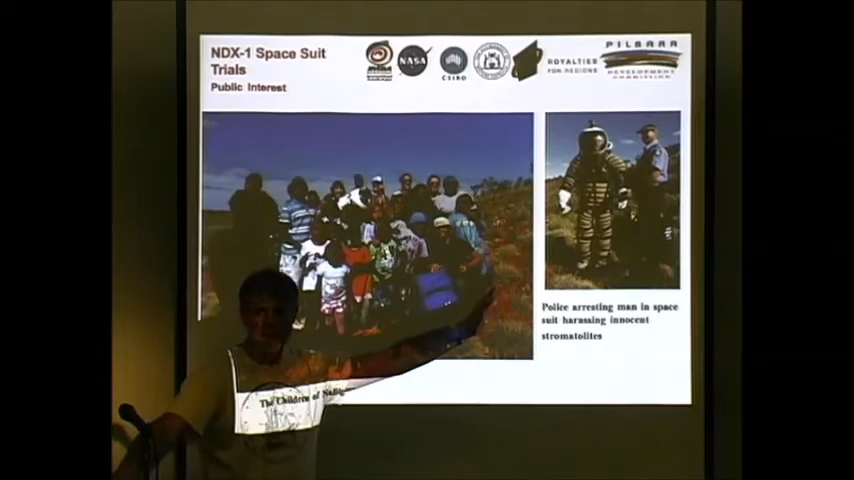 NDX-1 Space Suit
Trials
Public Interest
NASA
CSIRO
ROYALTIES
FOR REGIONS
PILBARA
DEVELOPMENT
COMMISSION
Police arresting man in space
suit harassing innocent
stromatolites
The Children of